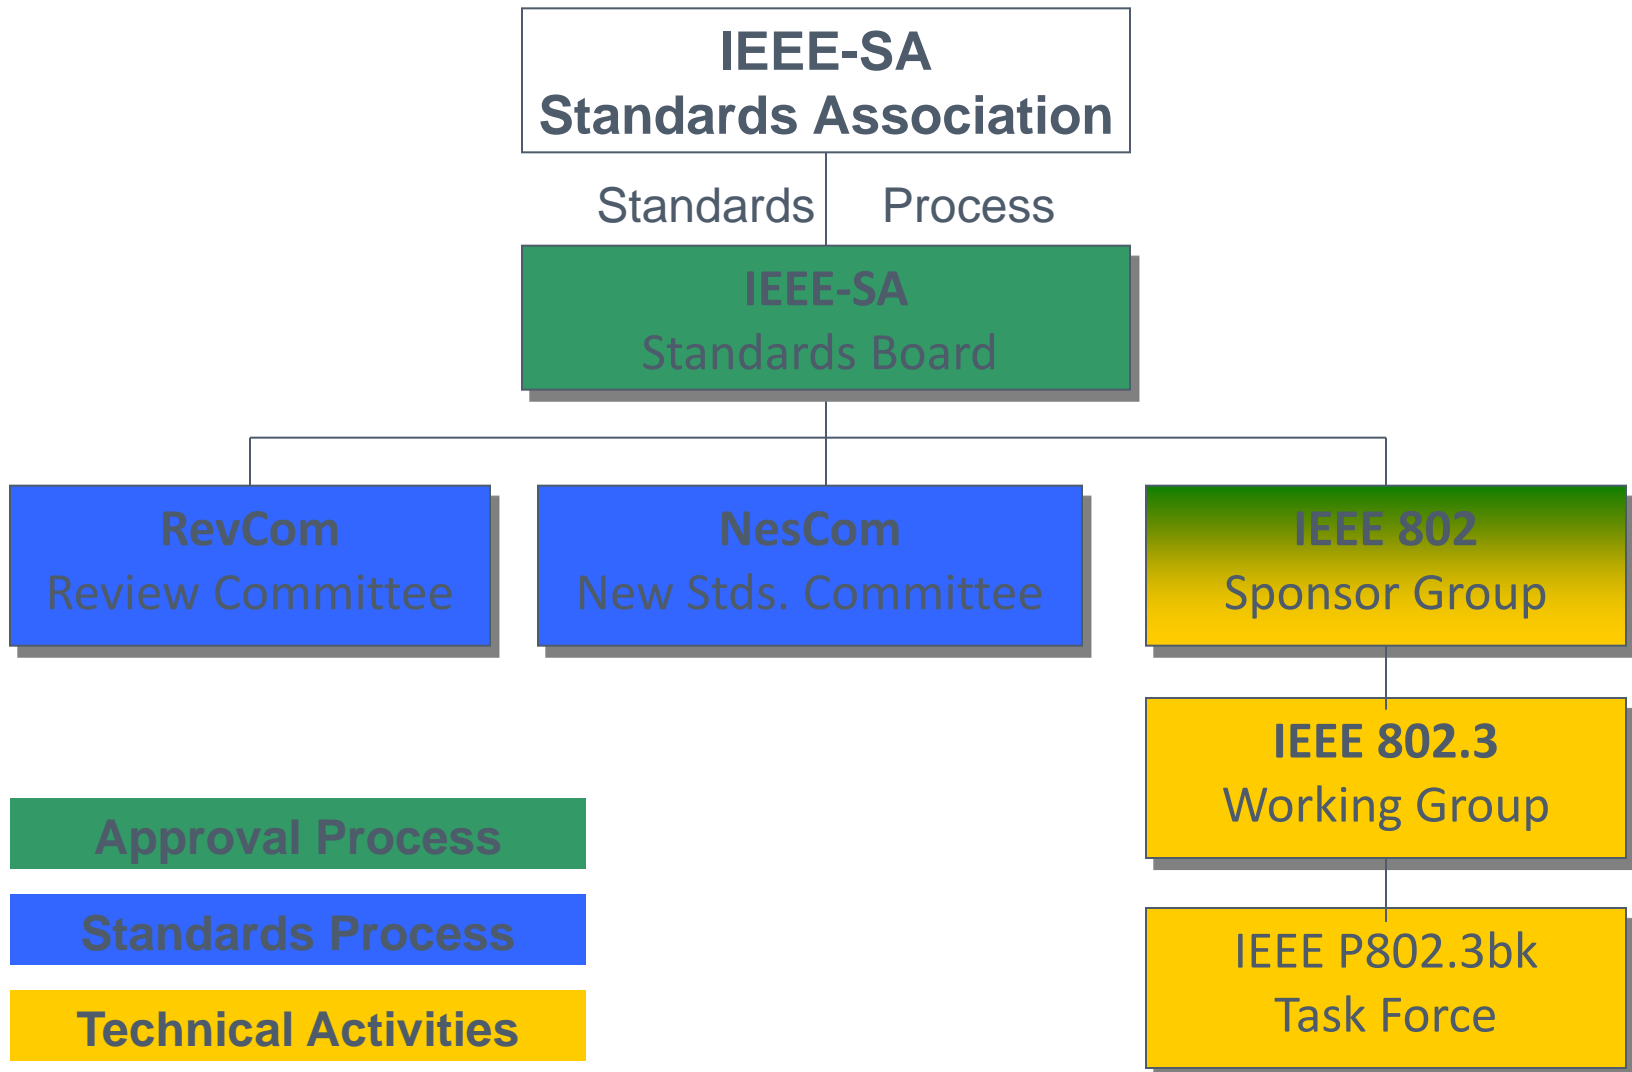 IEEE-SA
Standards Association
Standards Process
IEEE-SA
Standards Board
RevCom
Review Committee
NesCom
New Stds. Committee
IEEE 802
Sponsor Group
IEEE 802.3
Working Group
IEEE P802.3bk
Task Force
Approval Process
Standards Process
Technical Activities